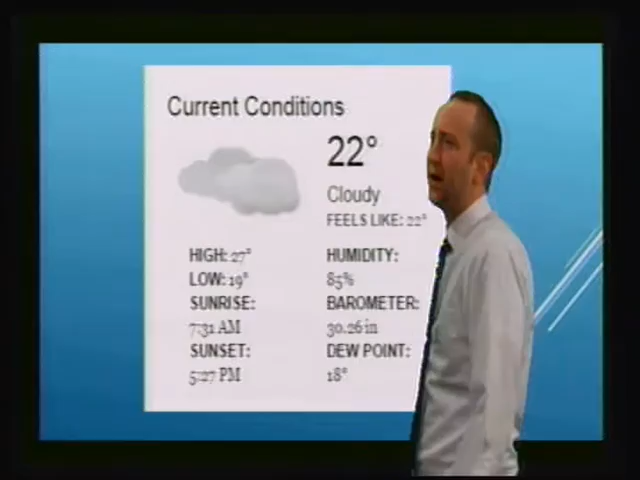 Current Conditions
22°
Cloudy
FEELS LIKE: 22°
HIGH: 27°
LOW: 19°
SUNRISE:
7:31 AM
SUNSET:
5:27 PM
HUMIDITY:
85%
BAROMETER:
30.26 in
DEW POINT:
18°